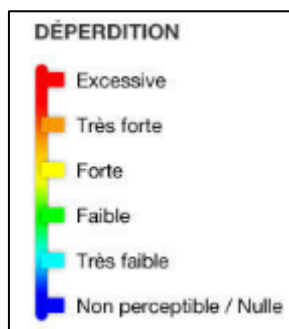 DÉPERDITION
Excessive
Très forte
Forte
Faible
Très faible
Non perceptible / Nulle